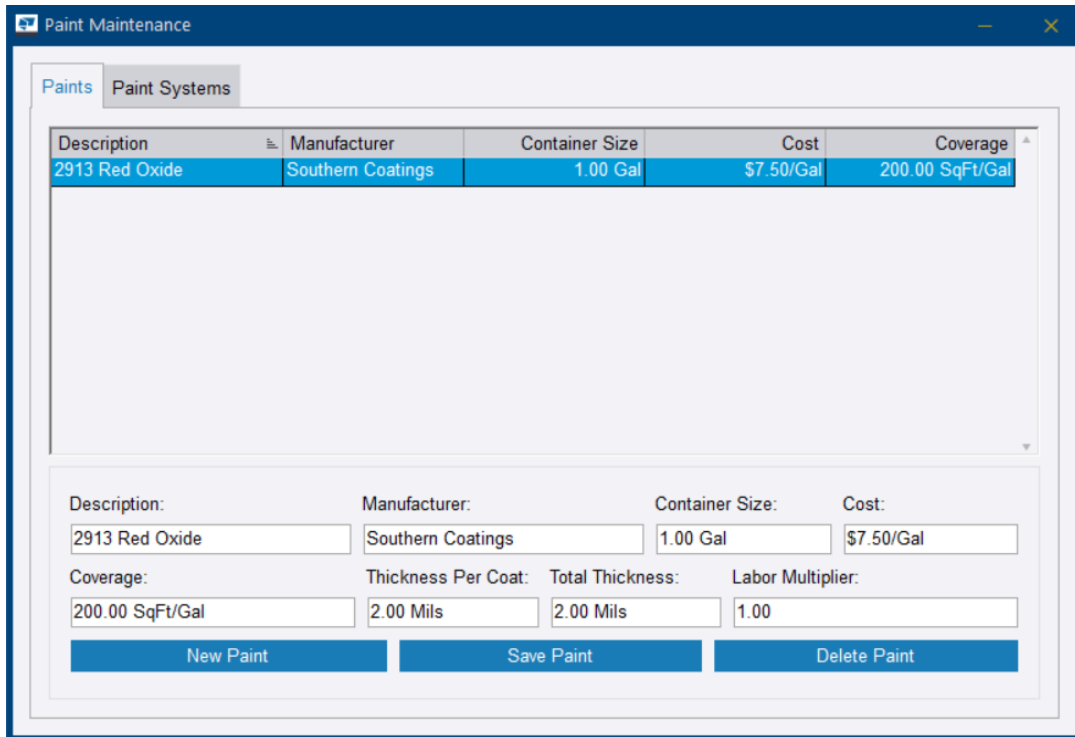 Paint Maintenance
Paints Paint Systems
Description Manufacturer Container Size Cost Coverage
2913 Red Oxide Southern Coatings 1.00 Gal $7.50/Gal 200.00 SqFt/Gal
Description: Manufacturer: Container Size: Cost:
2913 Red Oxide Southern Coatings 1.00 Gal $7.50/Gal
Coverage: Thickness Per Coat: Total Thickness: Labor Multiplier:
200.00 SqFt/Gal 2.00 Mils 2.00 Mils 1.00
New Paint Save Paint Delete Paint